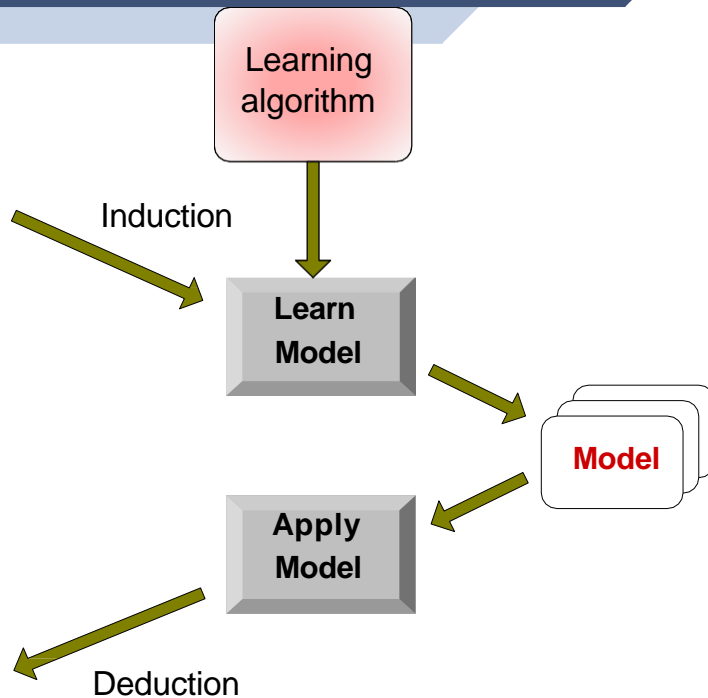 Learning
algorithm
Induction
Learn
Model
Model
Apply
Model
Deduction